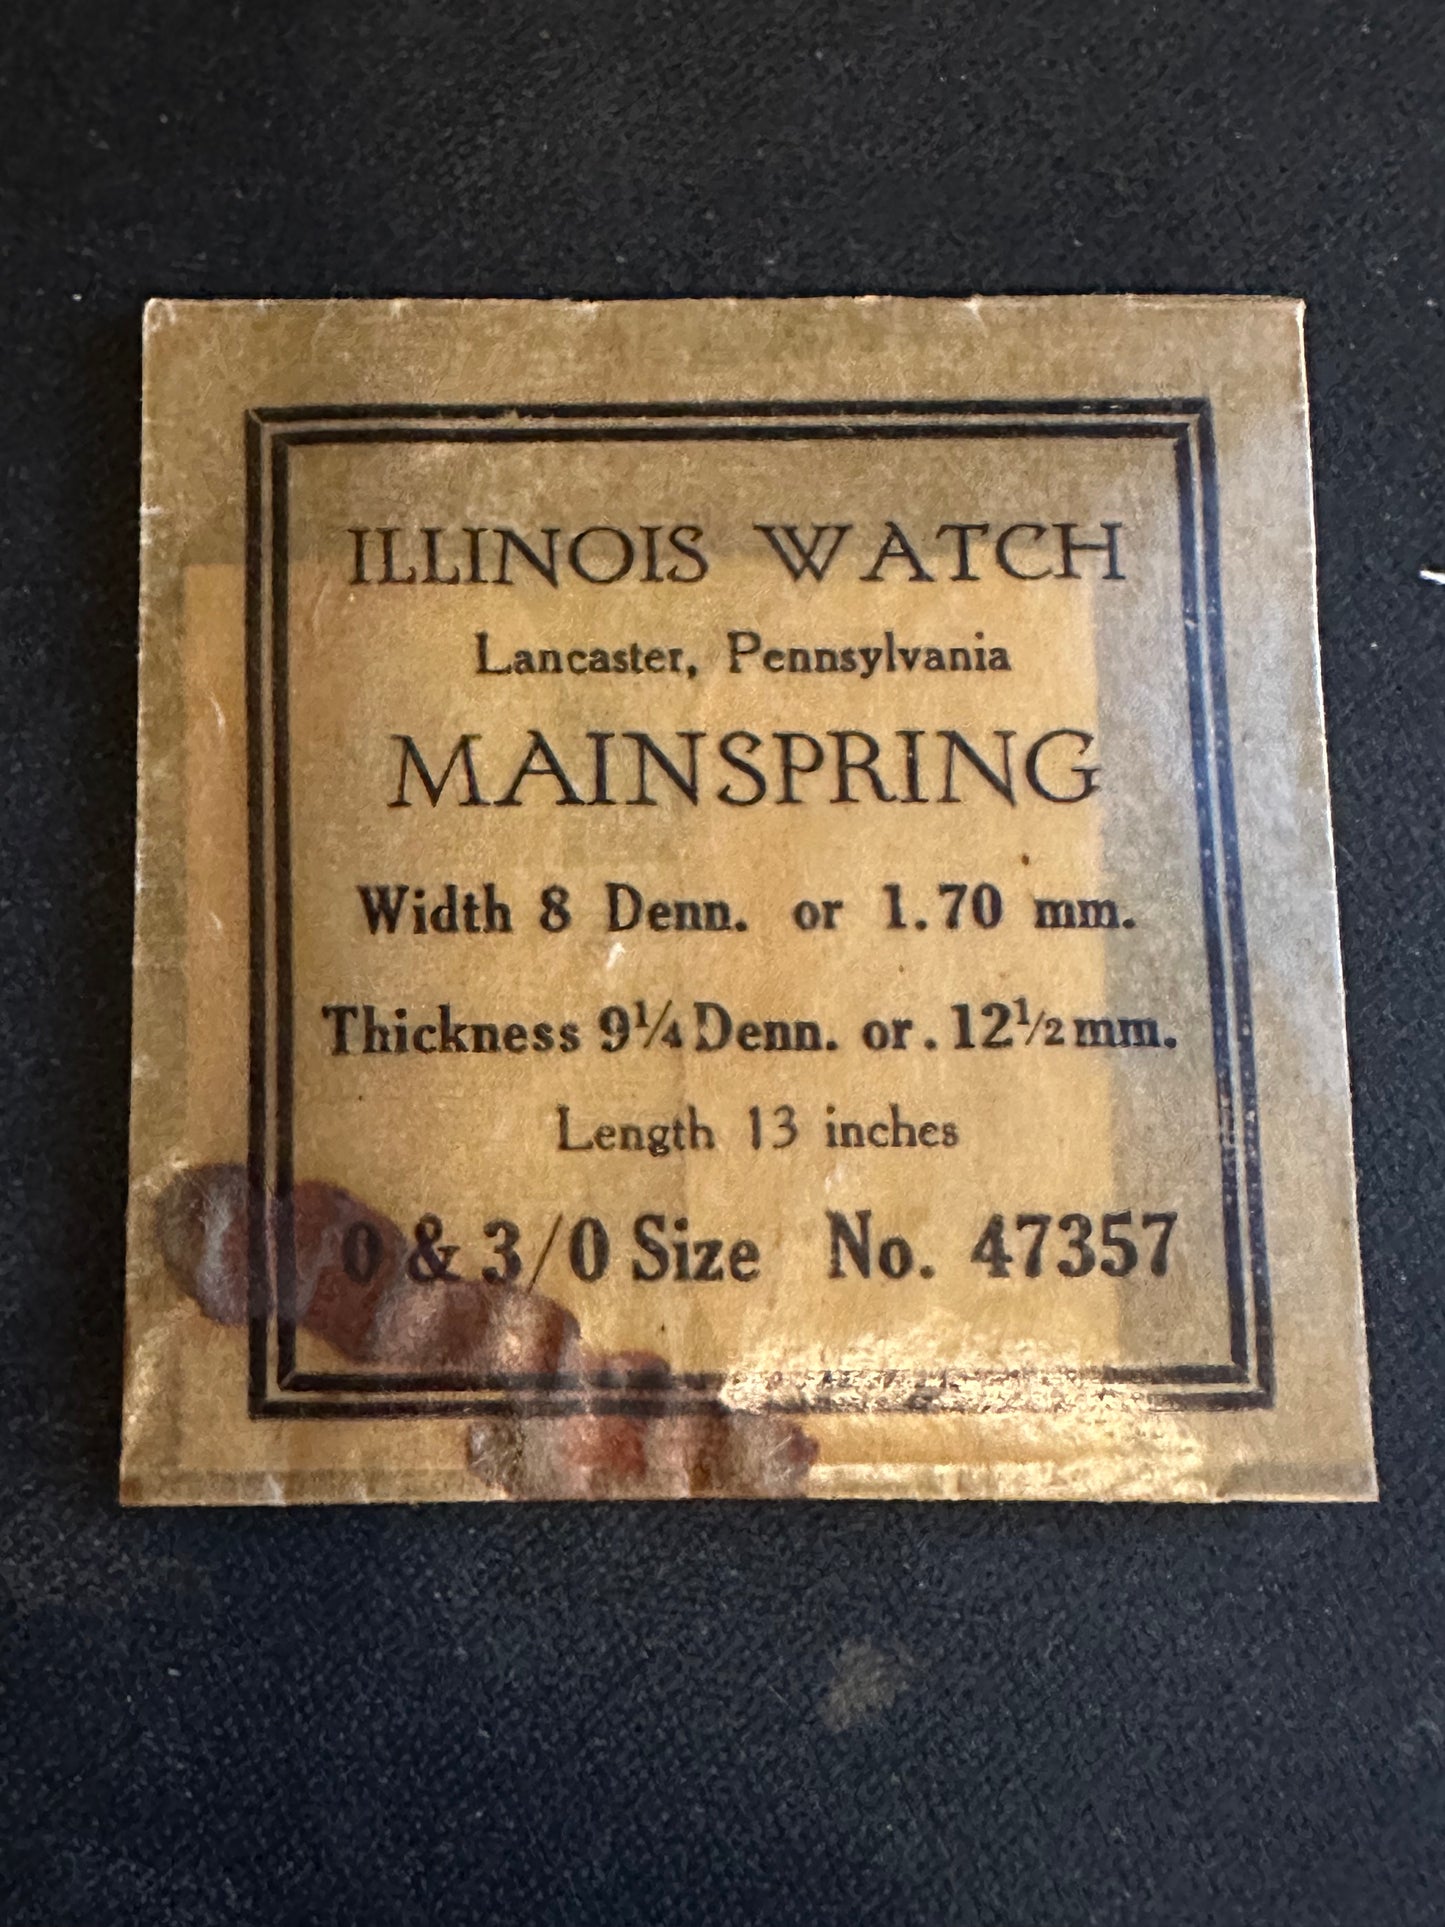 ILLINOIS WATCH
Lancaster, Pennsylvania
MAINSPRING
Width 8 Denn. or 1.70 mm.
Thickness 9¼ Denn. or .12½ mm.
Length 13 inches
0 & 3/0 Size No. 47357